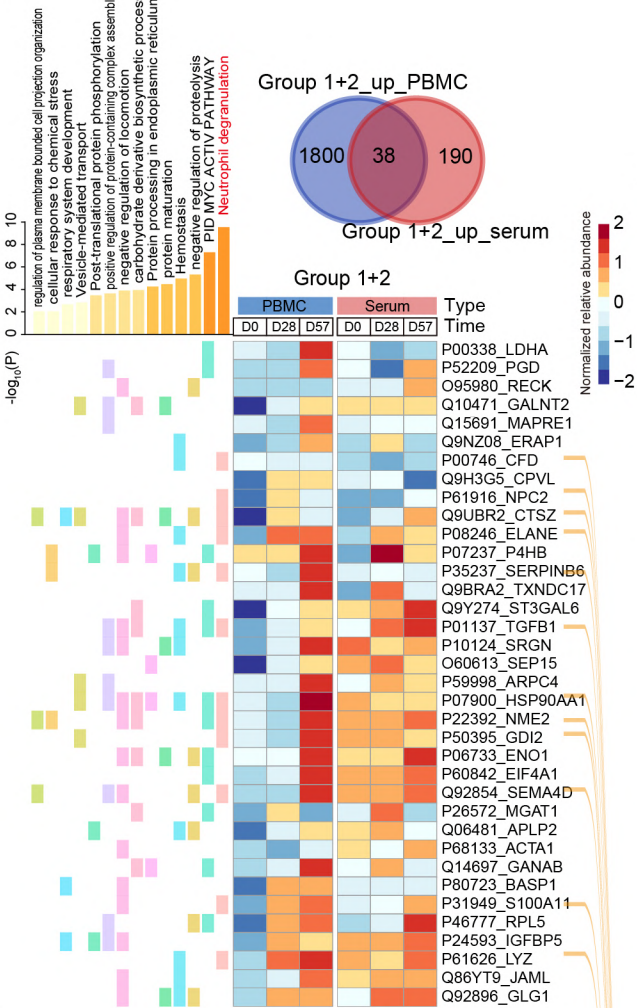 regulation of plasma membrane bounded cell projection organization
cellular response to chemical stress
respiratory system development
Vesicle-mediated transport
Post-translational protein phosphorylation
positive regulation of protein-containing complex assembl
negative regulation of locomotion
carbohydrate derivative biosynthetic proces
Protein processing in endoplasmic reticulun
protein maturation
Hemostasis
negative regulation of proteolysis
PID MYC ACTIV PATHWAY
Neutrophil degranulation
10
8
6
4
2
0
-log10(P)
Group 1+2_up_PBMC
1800
38
190
Group 1+2_up_serum
Normalized relative abundance
2
1
0
−1
−2
Group 1+2
PBMC Serum Type
D0 D28 D57 D0 D28 D57 Time
P00338_LDHA
P52209_PGD
O95980_RECK
Q10471_GALNT2
Q15691_MAPRE1
Q9NZ08_ERAP1
P00746_CFD
Q9H3G5_CPVL
P61916_NPC2
Q9UBR2_CTSZ
P08246_ELANE
P07237_P4HB
P35237_SERPINB6
Q9BRA2_TXNDC17
Q9Y274_ST3GAL6
P01137_TGFB1
P10124_SRGN
O60613_SEP15
P59998_ARPC4
P07900_HSP90AA1
P22392_NME2
P50395_GDI2
P06733_ENO1
P60842_EIF4A1
Q92854_SEMA4D
P26572_MGAT1
Q06481_APLP2
P68133_ACTA1
Q14697_GANAB
P80723_BASP1
P31949_S100A11
P46777_RPL5
P24593_IGFBP5
P61626_LYZ
Q86YT9_JAML
Q92896_GLG1